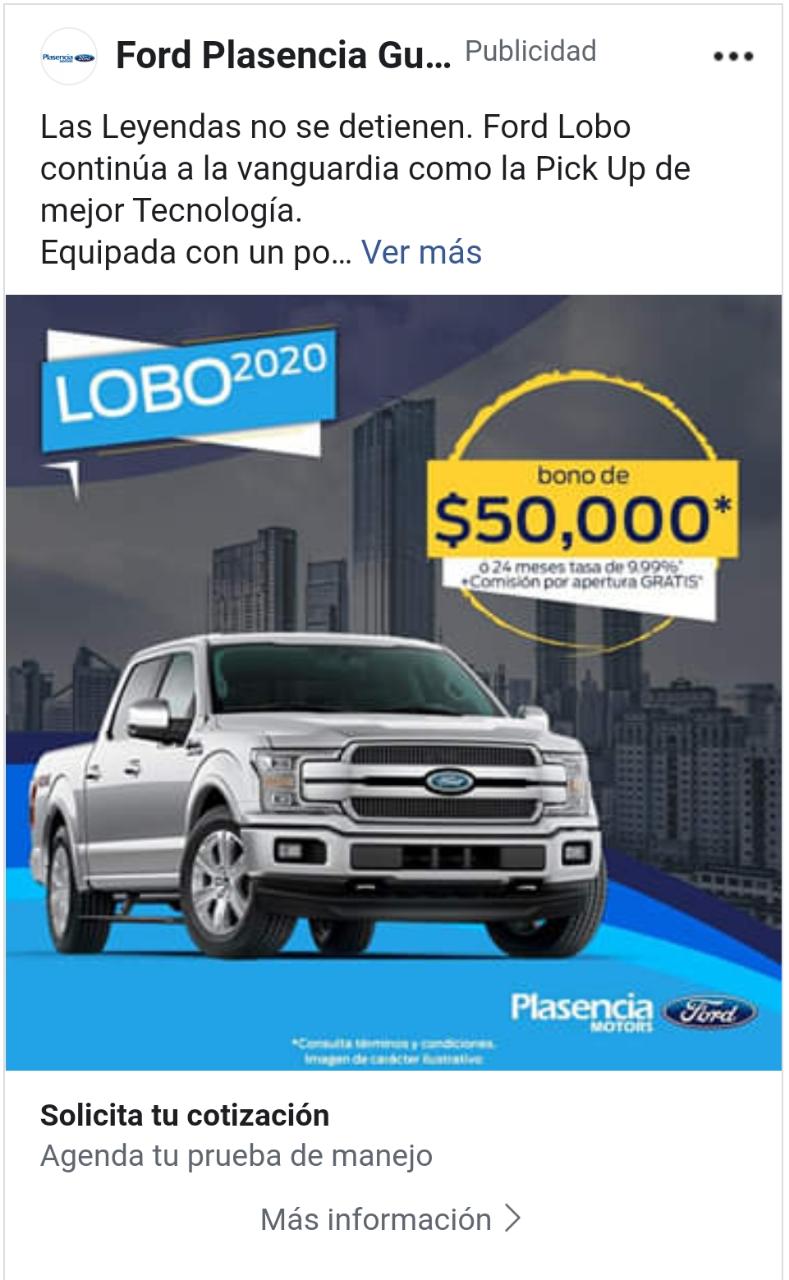 Plasencia Ford
Ford Plasencia Gu... Publicidad
Las Leyendas no se detienen. Ford Lobo
continúa a la vanguardia como la Pick Up de
mejor Tecnología.
Equipada con un po... Ver más
LOBO 2020
bono de
$50,000*
ó 24 meses tasa de 9.99%*
+Comisión por apertura GRATIS*
Ford
Plasencia
MOTORS
Ford
*Consulta términos y condiciones.
Imagen de carácter ilustrativo
Solicita tu cotización
Agenda tu prueba de manejo
Más información